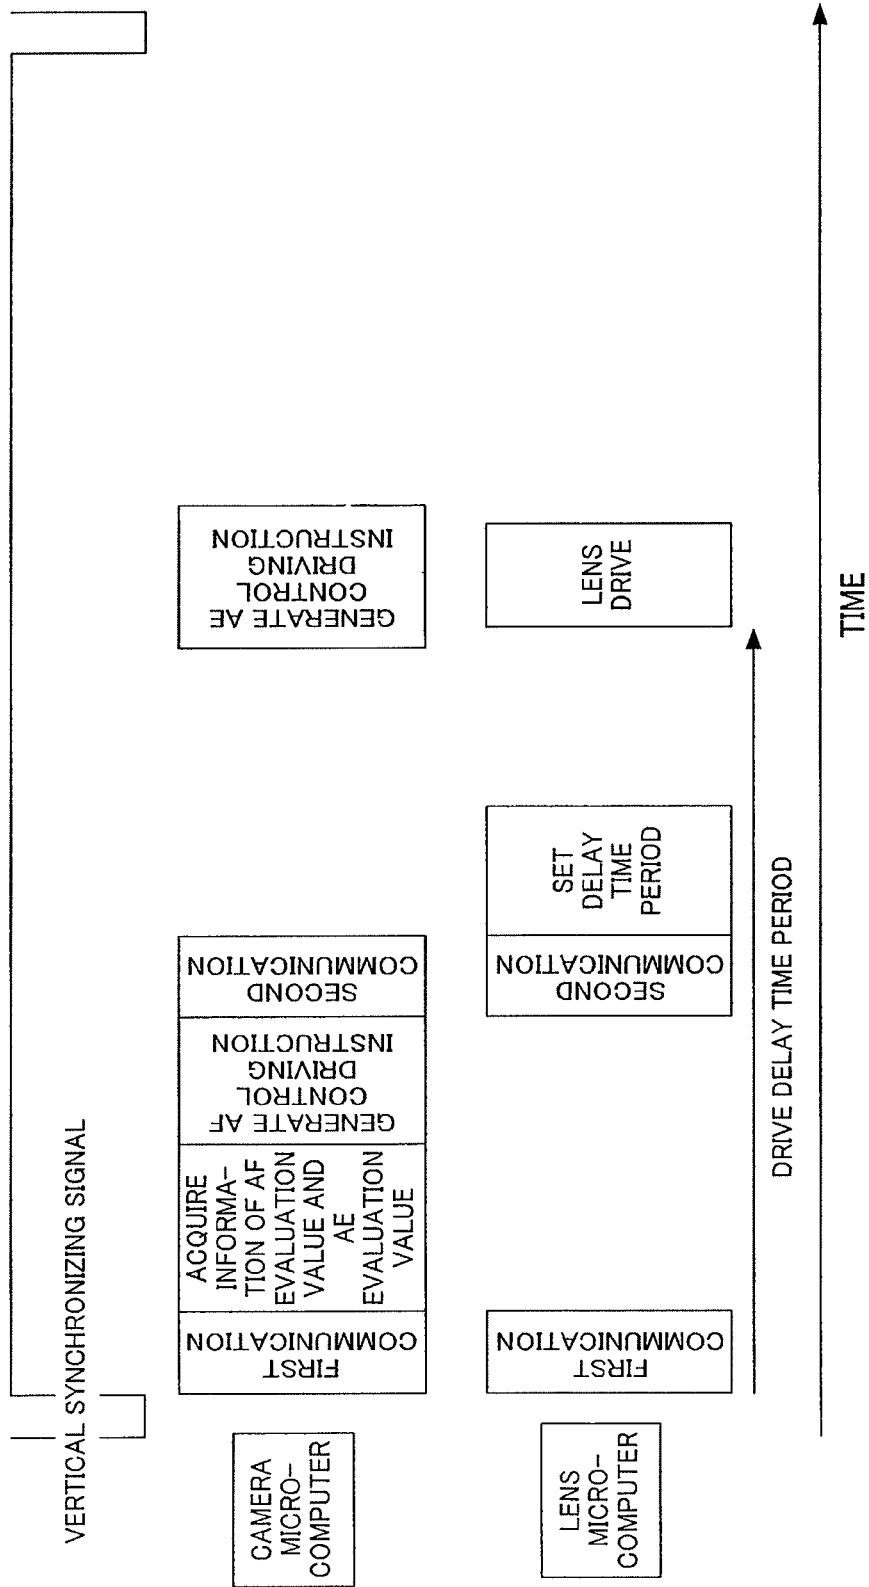 VERTICAL SYNCHRONIZING SIGNAL
CAMERA
MICRO-
COMPUTER
FIRST
COMMUNICATION
ACQUIRE
INFORMA-
TION OF AF
EVALUATION
VALUE AND
AE
EVALUATION
VALUE
GENERATE AF
CONTROL
DRIVING
INSTRUCTION
SECOND
COMMUNICATION
GENERATE AE
CONTROL
DRIVING
INSTRUCTION
LENS
MICRO-
COMPUTER
FIRST
COMMUNICATION
SECOND
COMMUNICATION
SET
DELAY
TIME
PERIOD
LENS
DRIVE
DRIVE DELAY TIME PERIOD
TIME